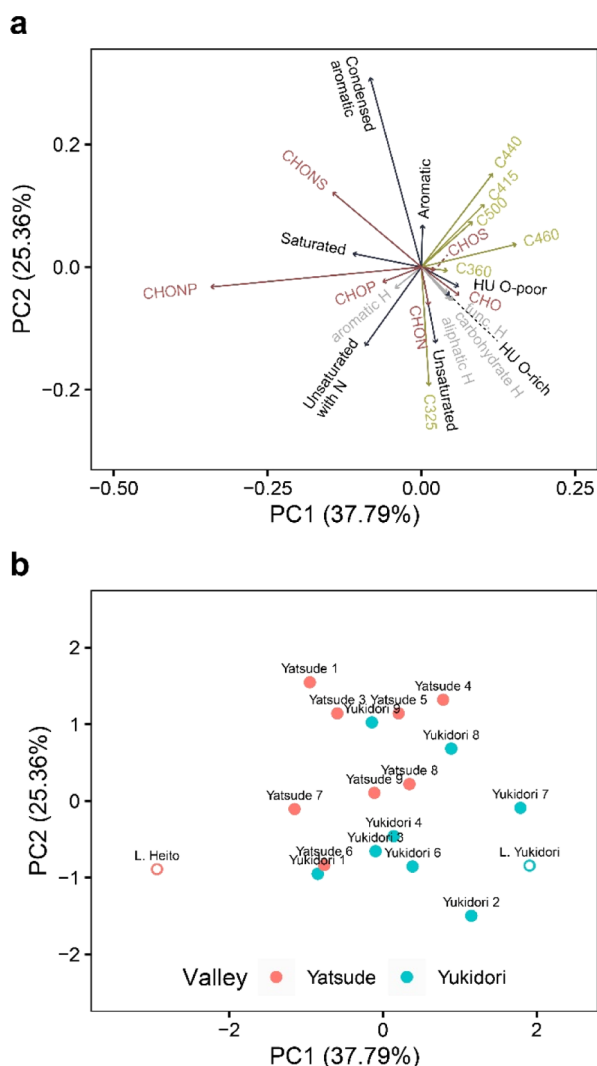 a
PC2 (25.36%)
0.2
0.0
−0.2
Condensed
aromatic
CHONS
Saturated
CHONP
CHOP
aromatic H
Unsaturated
with N
Aromatic
C440
C415
C500
CHOS
C460
C360
HU O-poor
CHO
func. H
CHON
carbohydrate H
aliphatic H
HU O-rich
Unsaturated
C325
−0.50
−0.25
0.00
0.25
PC1 (37.79%)
b
PC2 (25.36%)
2
1
0
−1
−2
Yatsude 1
Yatsude 3
Yatsude 5
Yatsude 4
Yukidori 9
Yukidori 8
Yatsude 8
Yatsude 9
Yatsude 7
Yukidori 7
Yukidori 4
Yukidori 3
Yatsude 6
Yukidori 1
Yukidori 6
L. Heito
L. Yukidori
Yukidori 2
Valley
Yatsude
Yukidori
−2
0
2
PC1 (37.79%)